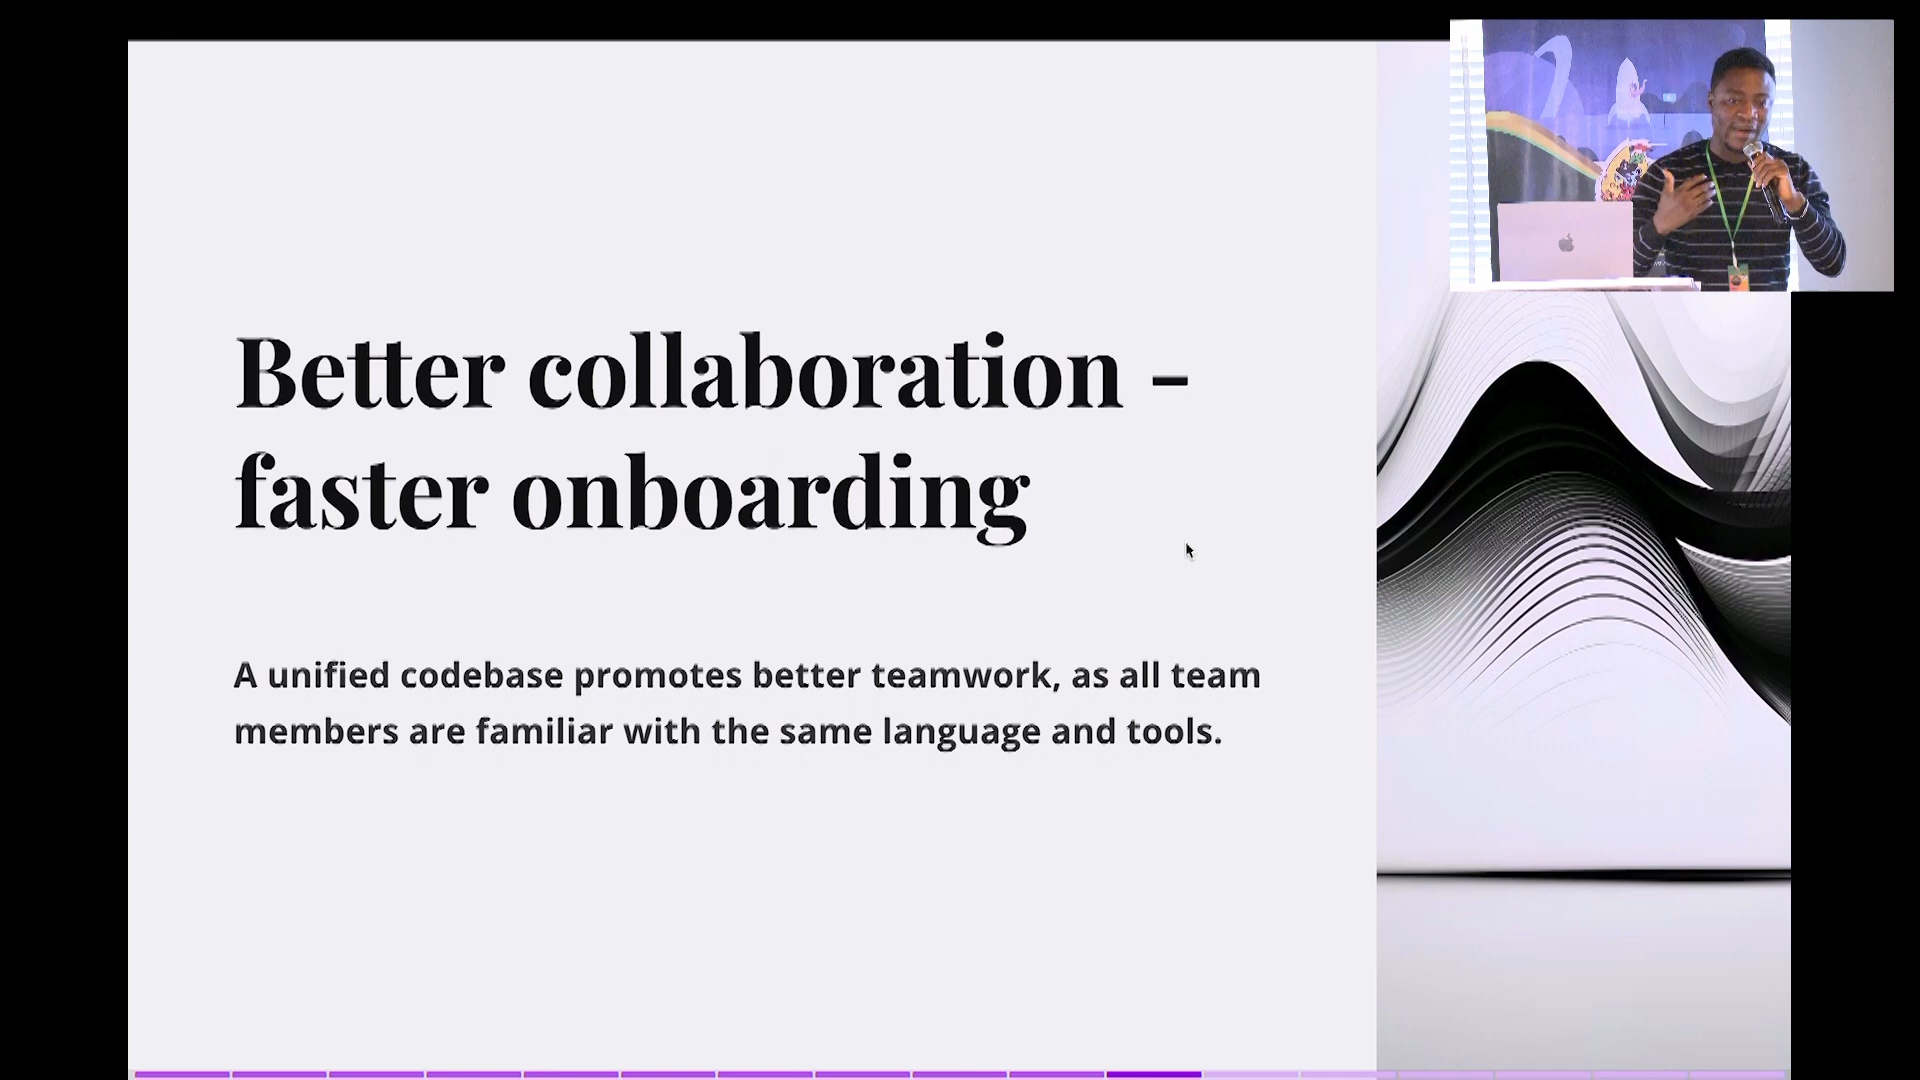 Better collaboration -
faster onboarding
A unified codebase promotes better teamwork, as all team
members are familiar with the same language and tools.